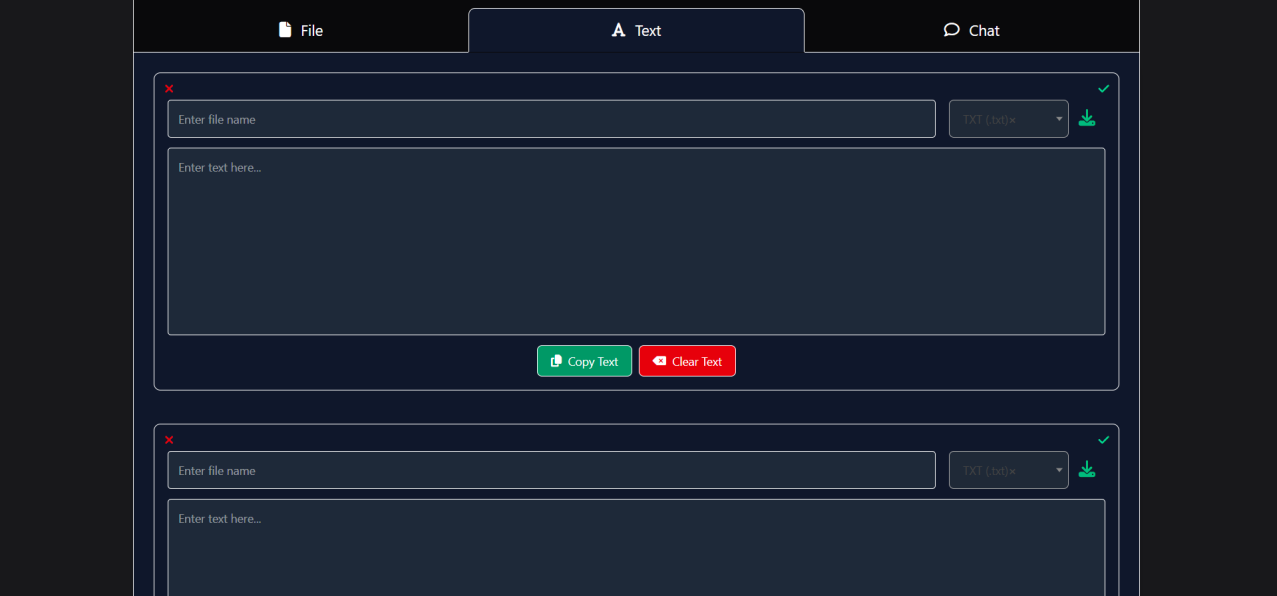 File
Text
Chat
Enter file name
TXT (.txt)×
Enter text here...
Copy Text
Clear Text
Enter file name
TXT (.txt)×
Enter text here...